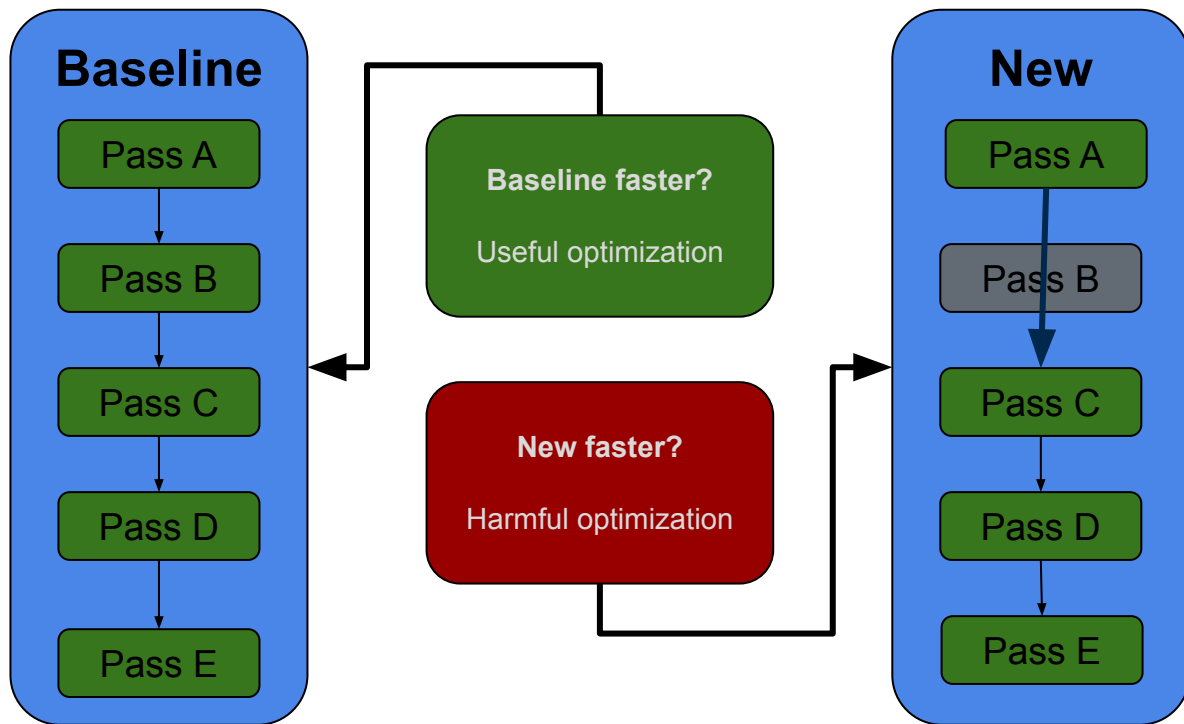 Baseline
Pass A
Pass B
Pass C
Pass D
Pass E
Baseline faster?
Useful optimization
New faster?
Harmful optimization
New
Pass A
Pass B
Pass C
Pass D
Pass E